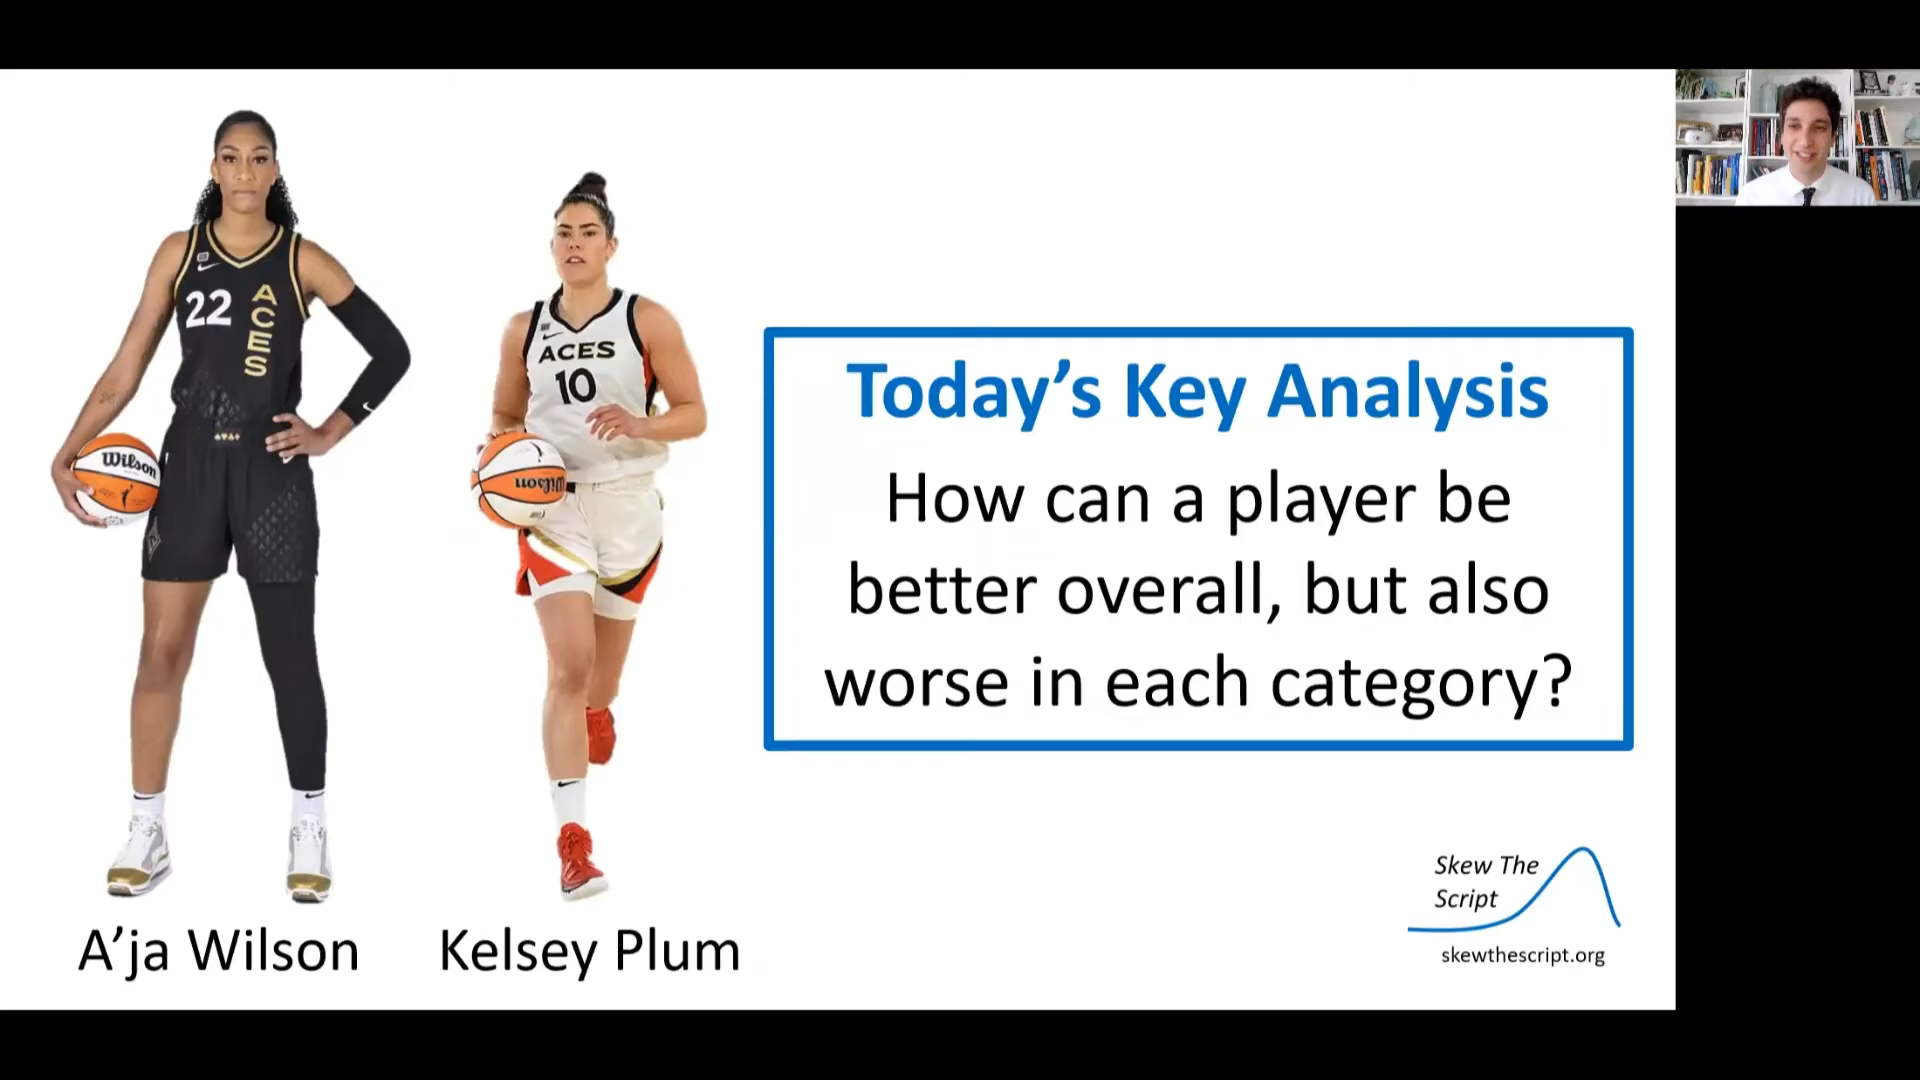 22
ACES
Wilson
ACES
10
Wilson
Today's Key Analysis
How can a player be
better overall, but also
worse in each category?
A'ja Wilson
Kelsey Plum
Skew The
Script
skewthescript.org